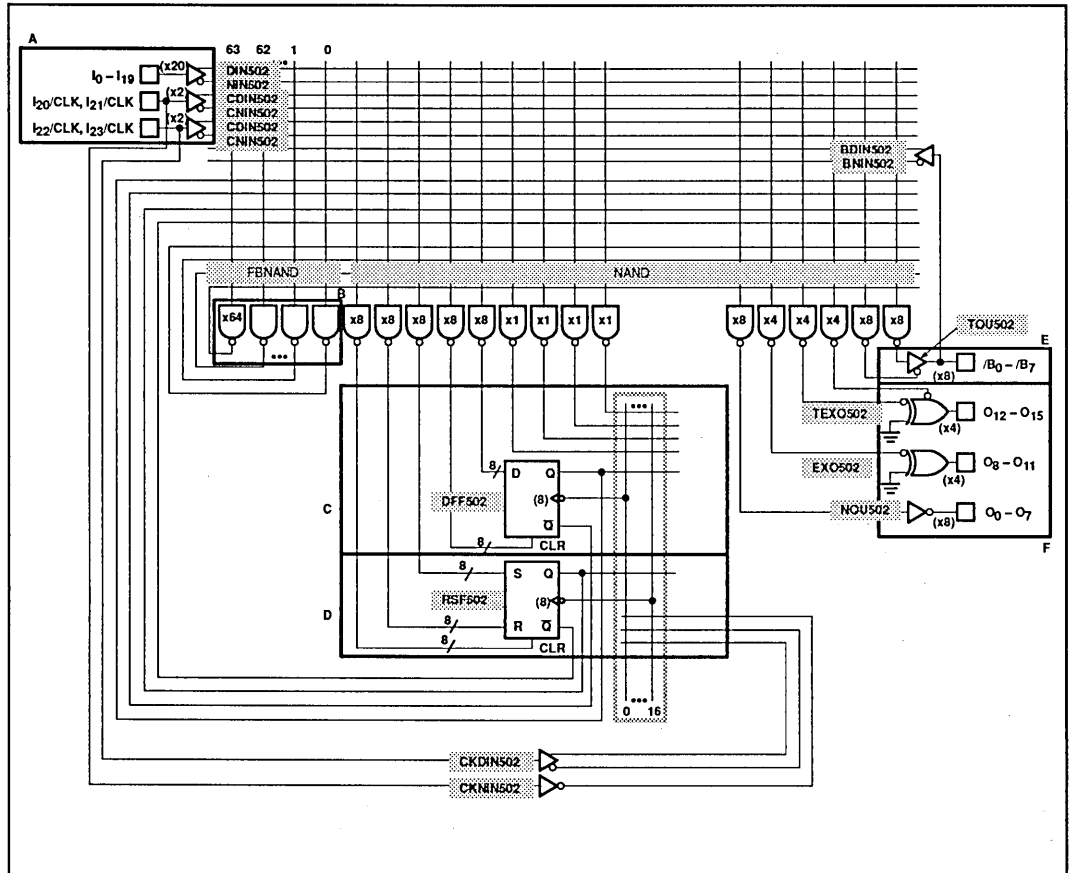 A
63 62 1 0
I0 – I19 (x20) DIN502
NIN502
I20/CLK, I21/CLK (x2) CDIN502
CNIN502
I22/CLK, I23/CLK (x2) CDIN502
CNIN502
BDIN502
BNIN502
FBNAND NAND
B
x64 x8 x8 x8 x8 x8 x1 x1 x1 x1 x8 x4 x4 x4 x8 x8
•••
TOU502
E
/B0 – /B7
(x8)
TEXO502 O12 – O15
(x4)
EXO502 O8 – O11
(x4)
NOU502 O0 – O7
(x8)
F
•••
C
8 D Q
DFF502 (8)
Q
8 CLR
D
8 S Q
RSF502 (8)
8 R Q
8 CLR
•••
0 16
CKDIN502
CKNIN502